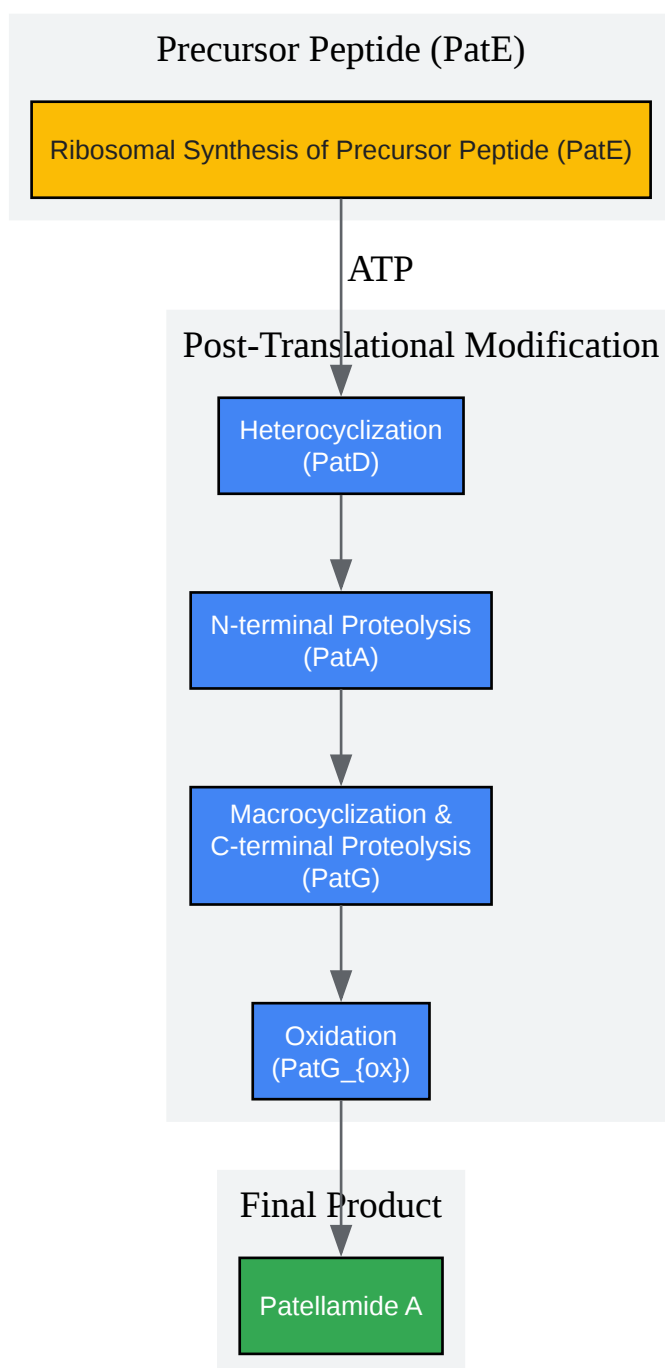 Precursor Peptide (PatE)
Ribosomal Synthesis of Precursor Peptide (PatE)
ATP
Post-Translational Modification
Heterocyclization
(PatD)
N-terminal Proteolysis
(PatA)
Macrocyclization &
C-terminal Proteolysis
(PatG)
Oxidation
(PatG_{ox})
Final Product
Patellamide A